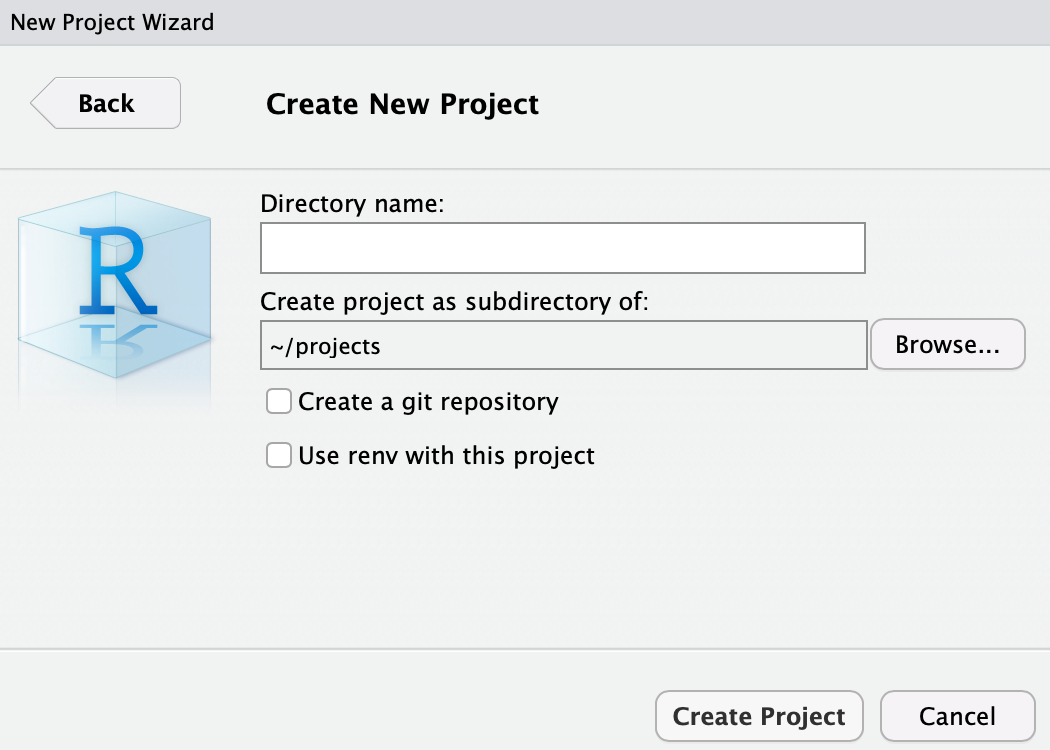 New Project Wizard
Back
Create New Project
R
Directory name:
Create project as subdirectory of:
~/projects
Browse...
Create a git repository
Use renv with this project
Create Project
Cancel